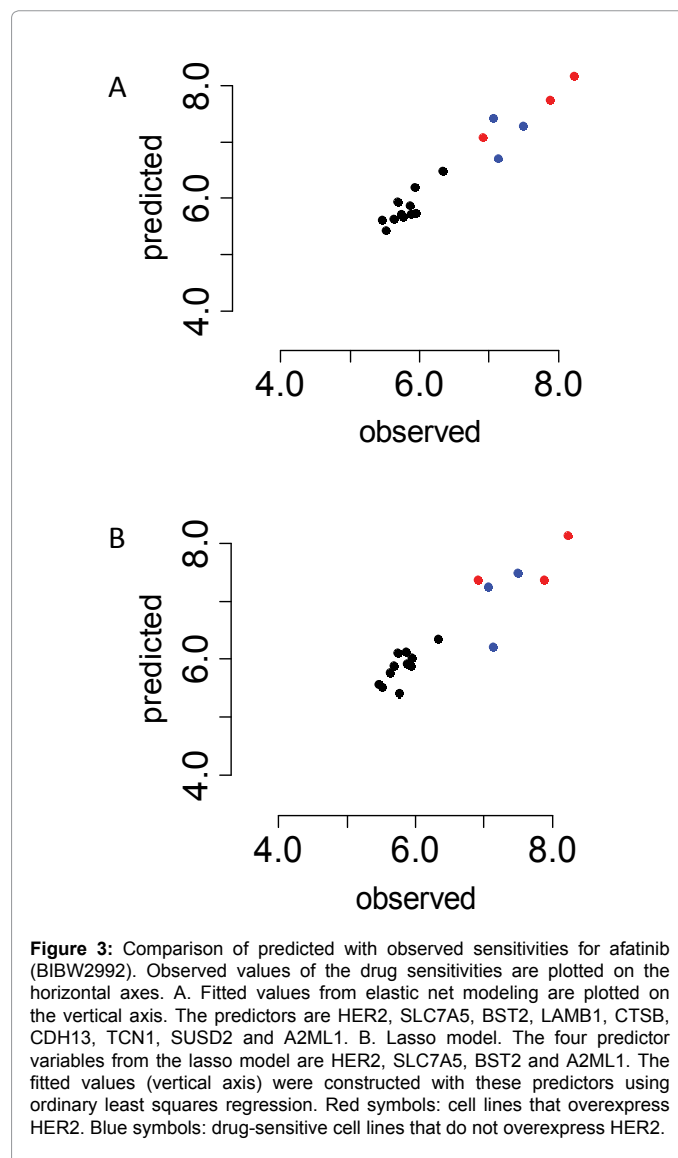 A
8.0
6.0
4.0
predicted
4.0 6.0 8.0
observed
B
8.0
6.0
4.0
predicted
4.0 6.0 8.0
observed
Figure 3: Comparison of predicted with observed sensitivities for afatinib
(BIBW2992). Observed values of the drug sensitivities are plotted on the
horizontal axes. A. Fitted values from elastic net modeling are plotted on
the vertical axis. The predictors are HER2, SLC7A5, BST2, LAMB1, CTSB,
CDH13, TCN1, SUSD2 and A2ML1. B. Lasso model. The four predictor
variables from the lasso model are HER2, SLC7A5, BST2 and A2ML1. The
fitted values (vertical axis) were constructed with these predictors using
ordinary least squares regression. Red symbols: cell lines that overexpress
HER2. Blue symbols: drug-sensitive cell lines that do not overexpress HER2.